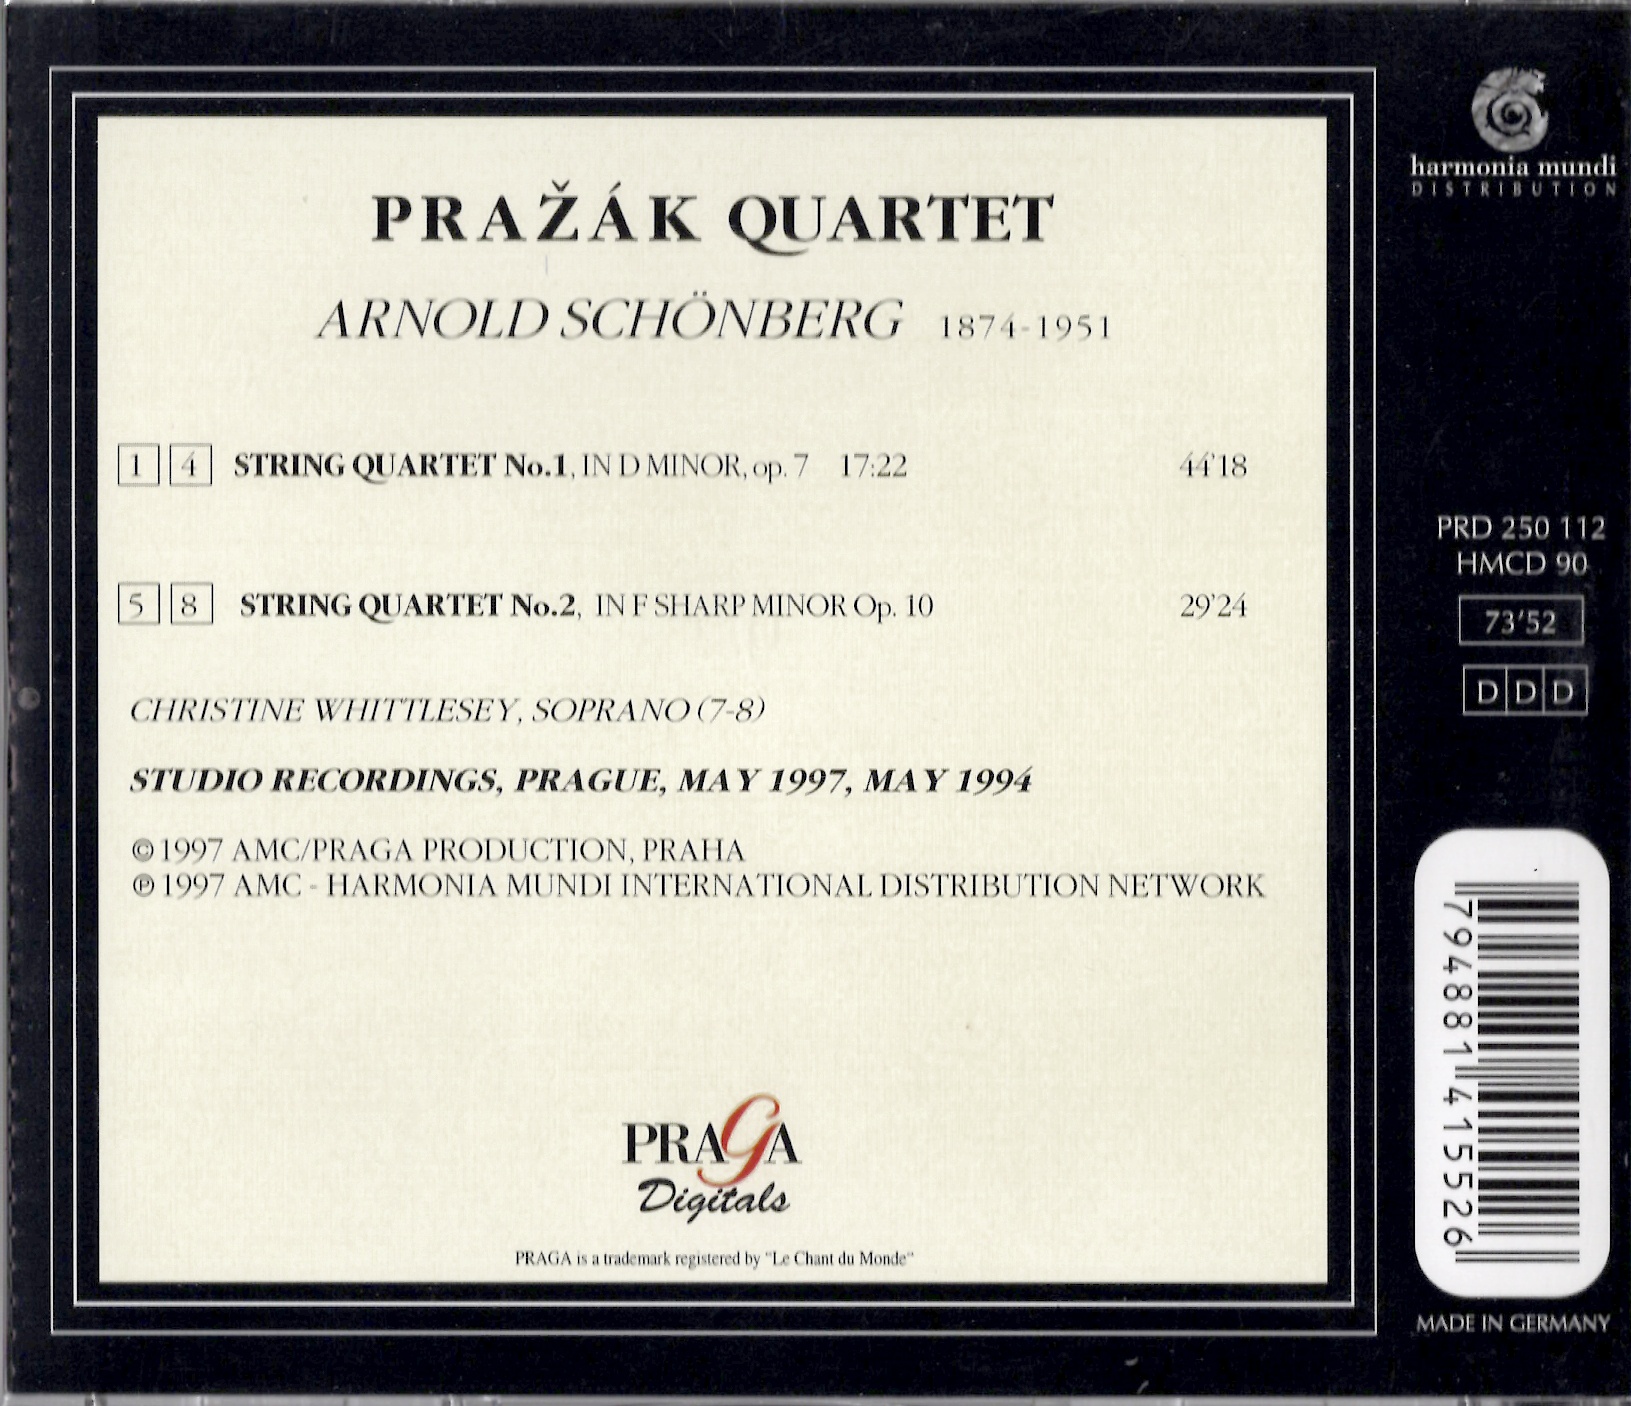 PRAŽÁK QUARTET
ARNOLD SCHÖNBERG 1874-1951
1 4 STRING QUARTET No.1, IN D MINOR, op. 7 17:22 44'18
5 8 STRING QUARTET No.2, IN F SHARP MINOR Op. 10 29'24
CHRISTINE WHITTLESEY, SOPRANO (7-8)
STUDIO RECORDINGS, PRAGUE, MAY 1997, MAY 1994
© 1997 AMC/PRAGA PRODUCTION, PRAHA
℗ 1997 AMC - HARMONIA MUNDI INTERNATIONAL DISTRIBUTION NETWORK
PRAGA
Digitals
PRAGA is a trademark registered by "Le Chant du Monde"
harmonia mundi
DISTRIBUTION
PRD 250 112
HMCD 90
73'52
DDD
794881415526
MADE IN GERMANY